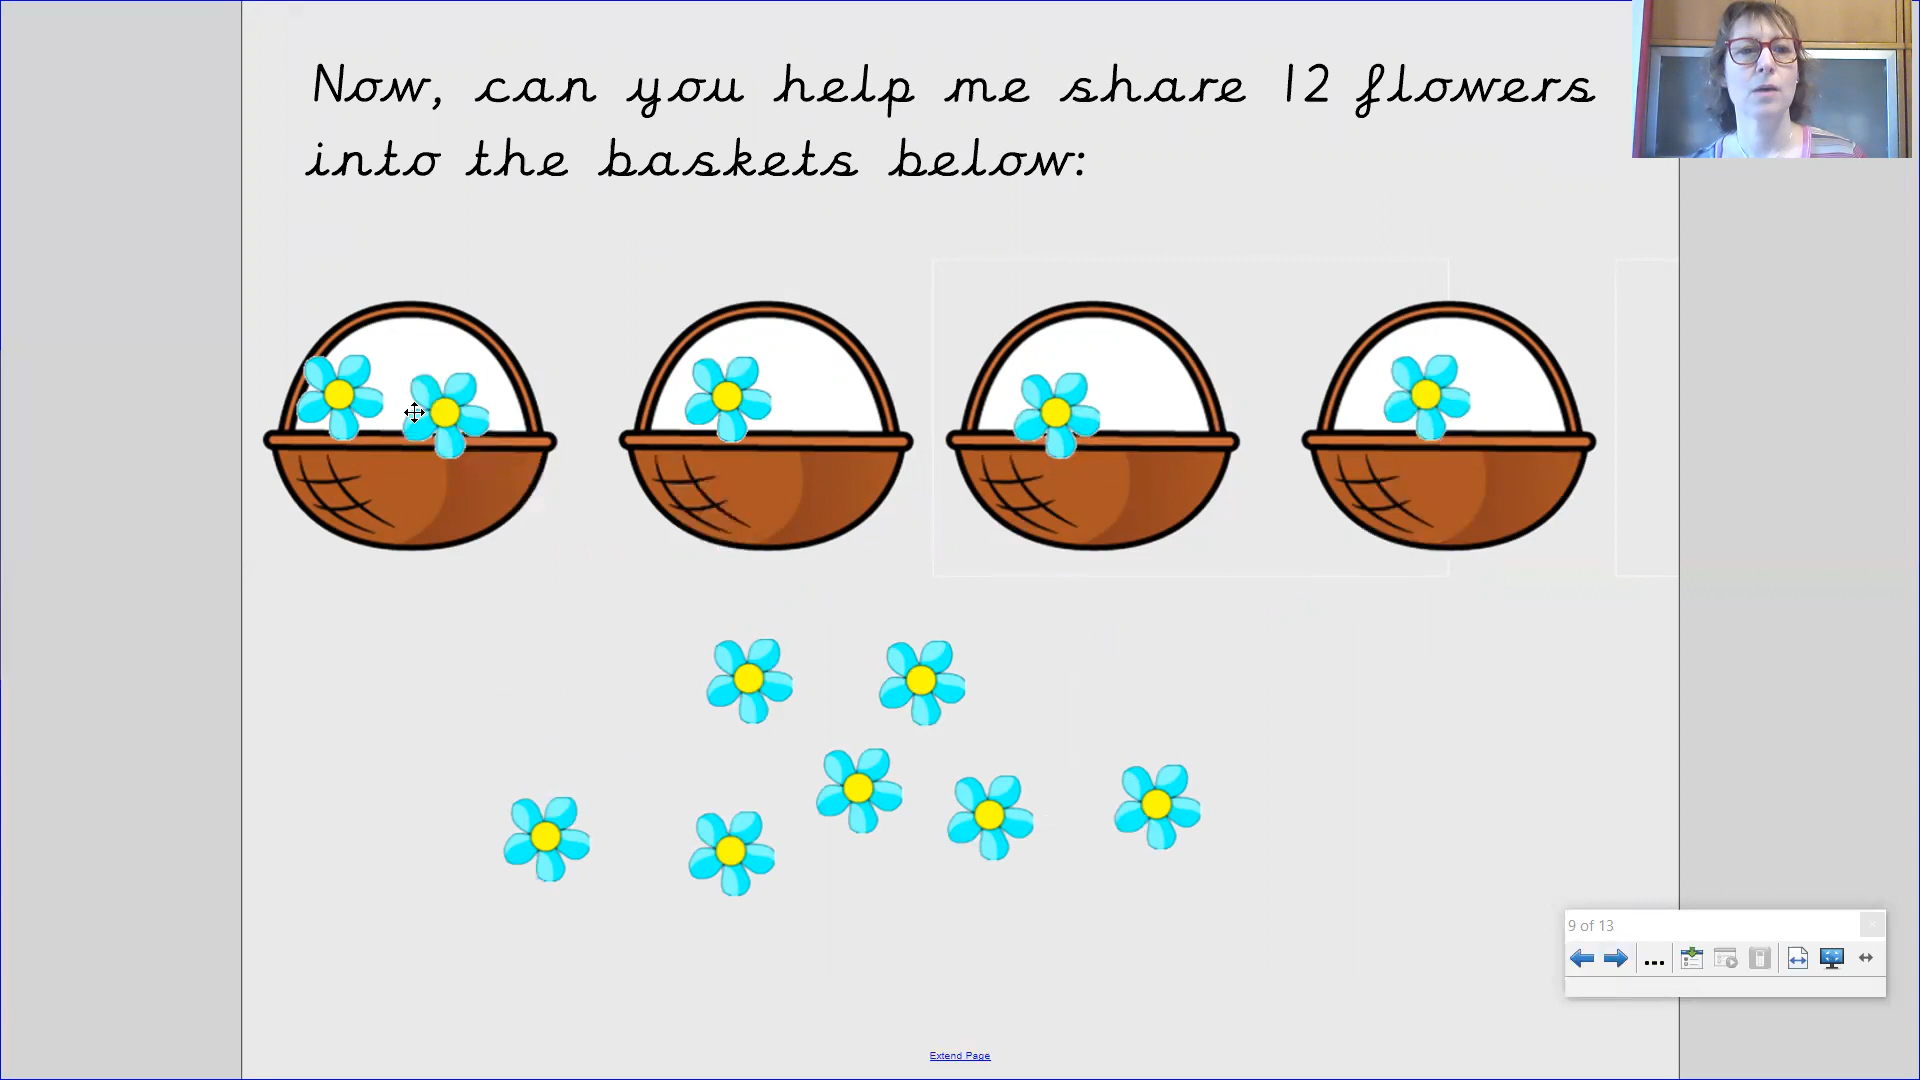 Now, can you help me share 12 flowers
into the baskets below:
9 of 13
Extend Page